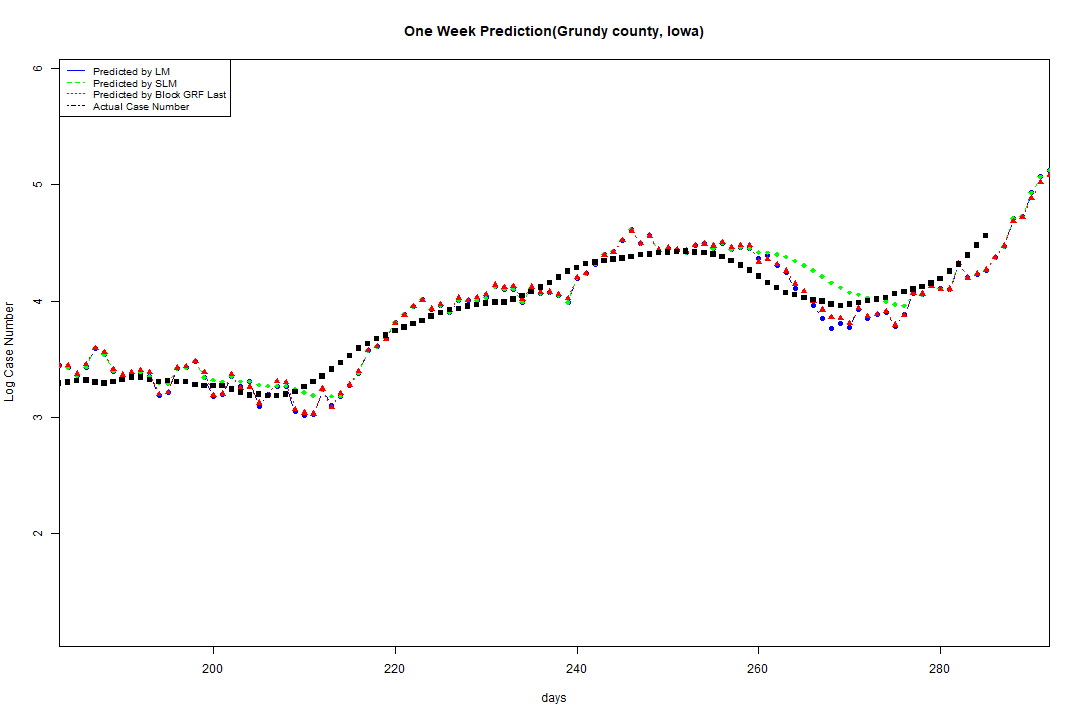 One Week Prediction(Grundy county, Iowa)
Predicted by LM
Predicted by SLM
Predicted by Block GRF Last
Actual Case Number
6
5
4
3
2
Log Case Number
200 220 240 260 280
days